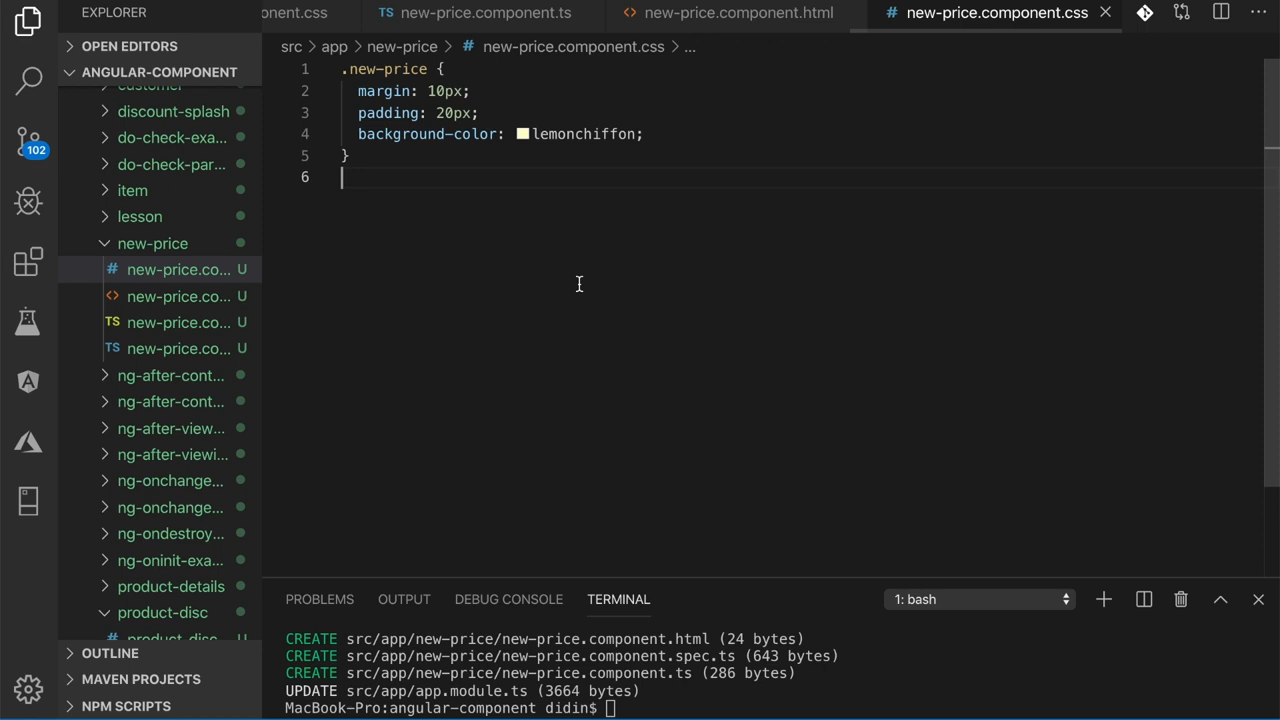 EXPLORER
onent.css
new-price.component.ts
new-price.component.html
new-price.component.css
OPEN EDITORS
ANGULAR-COMPONENT
customer
discount-splash
do-check-exa...
do-check-par...
item
lesson
new-price
new-price.co... U
new-price.co... U
TS new-price.co... U
TS new-price.co... U
ng-after-cont...
ng-after-cont...
ng-after-view...
ng-after-viewi...
ng-onchange...
ng-onchange...
ng-ondestroy...
ng-oninit-exa...
product-details
product-disc
# product-disc... U
OUTLINE
MAVEN PROJECTS
NPM SCRIPTS
102
src > app > new-price > # new-price.component.css > ...
1 .new-price {
2 margin: 10px;
3 padding: 20px;
4 background-color: lemonchiffon;
5 }
6
PROBLEMS OUTPUT DEBUG CONSOLE TERMINAL 1: bash
CREATE src/app/new-price/new-price.component.html (24 bytes)
CREATE src/app/new-price/new-price.component.spec.ts (643 bytes)
CREATE src/app/new-price/new-price.component.ts (286 bytes)
UPDATE src/app/app.module.ts (3664 bytes)
MacBook-Pro:angular-component didin$